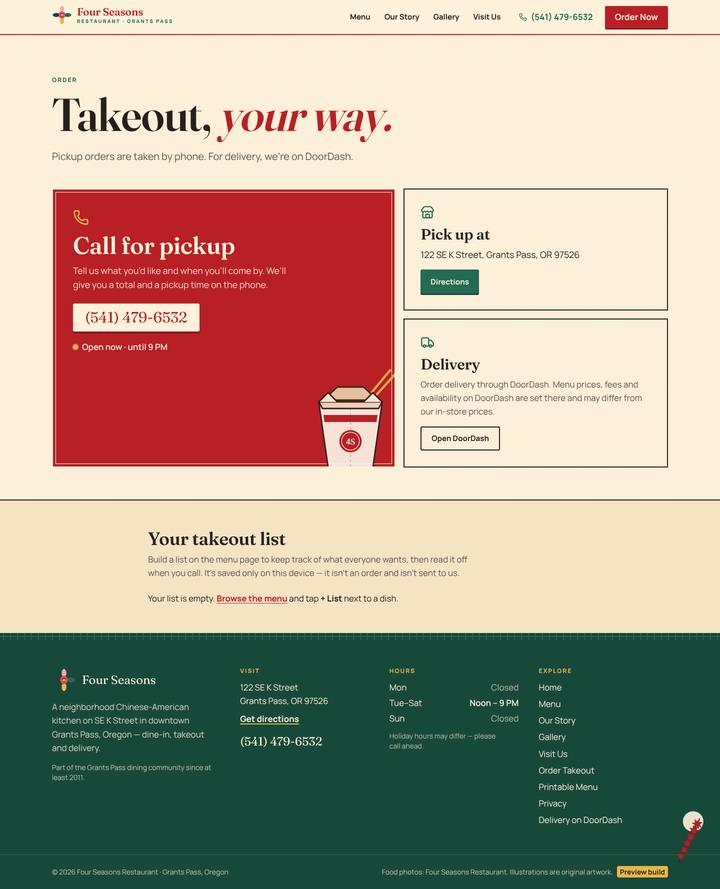 Four Seasons
RESTAURANT · GRANTS PASS
Menu Our Story Gallery Visit Us (541) 479-6532 Order Now
ORDER
Takeout, your way.
Pickup orders are taken by phone. For delivery, we're on DoorDash.
Call for pickup
Tell us what you'd like and when you'll come by. We'll
give you a total and a pickup time on the phone.
(541) 479-6532
Open now · until 9 PM
4S
Pick up at
122 SE K Street, Grants Pass, OR 97526
Directions
Delivery
Order delivery through DoorDash. Menu prices, fees and
availability on DoorDash are set there and may differ from
our in-store prices.
Open DoorDash
Your takeout list
Build a list on the menu page to keep track of what everyone wants, then read it off
when you call. It's saved only on this device — it isn't an order and isn't sent to us.
Your list is empty. Browse the menu and tap + List next to a dish.
Four Seasons
A neighborhood Chinese-American
kitchen on SE K Street in downtown
Grants Pass, Oregon — dine-in, takeout
and delivery.
Part of the Grants Pass dining community since at
least 2011.
VISIT
122 SE K Street
Grants Pass, OR 97526
Get directions
(541) 479-6532
HOURS
Mon Closed
Tue–Sat Noon – 9 PM
Sun Closed
Holiday hours may differ — please
call ahead.
EXPLORE
Home
Menu
Our Story
Gallery
Visit Us
Order Takeout
Printable Menu
Privacy
Delivery on DoorDash
© 2026 Four Seasons Restaurant · Grants Pass, Oregon
Food photos: Four Seasons Restaurant. Illustrations are original artwork. Preview build